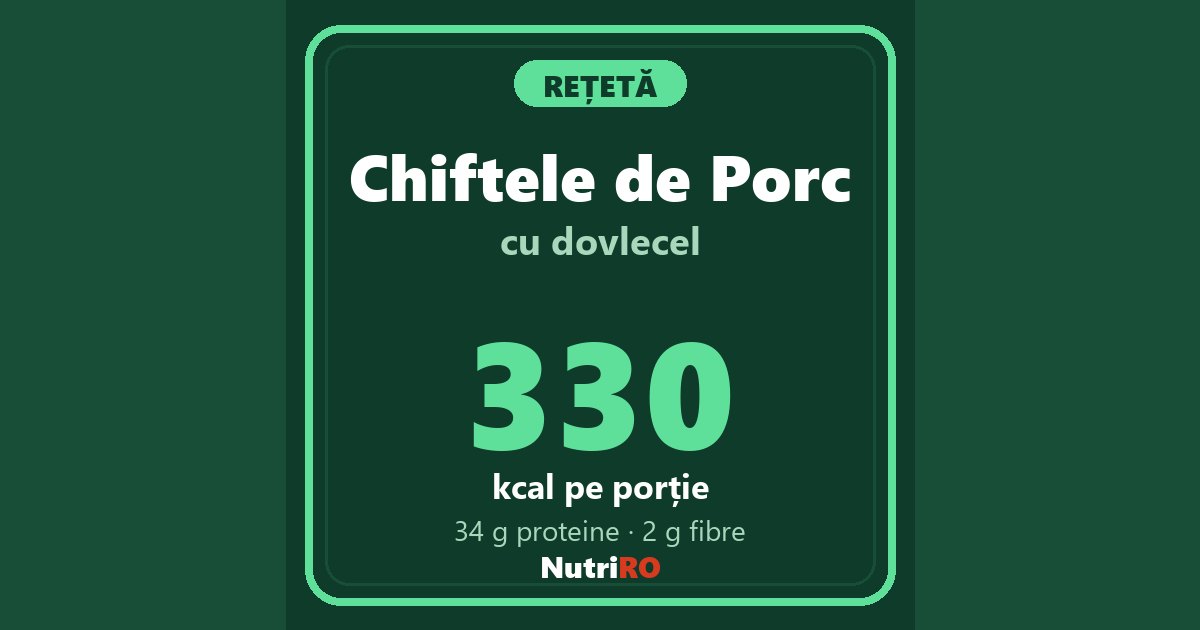 REȚETĂ
Chiftele de Porc
cu dovlecel
330
kcal pe porție
34 g proteine · 2 g fibre
NutriRO